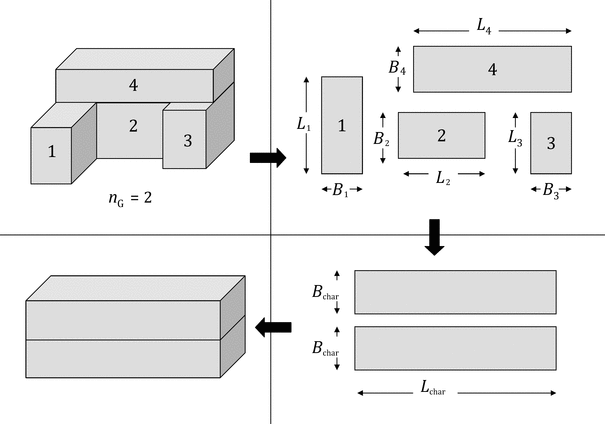 4
2
1
3
n_G = 2
L_4
B_4
4
L_1
1
B_2
2
L_3
3
L_2
B_1
B_3
B_char
B_char
L_char